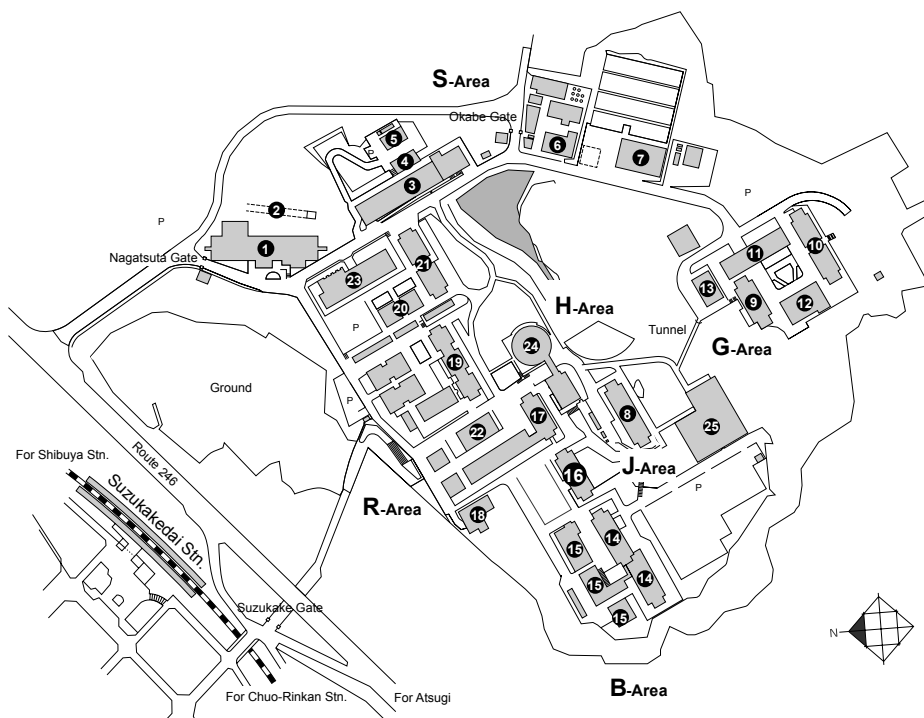 S-Area
Okabe Gate
5
4
6
3
7
P
P
2
1
Nagatsuta Gate
10
11
21
23
13
9
12
20
H-Area
P
Tunnel
24
G-Area
19
Ground
P
17
8
25
22
For Shibuya Stn.
Route 246
J-Area
16
P
Suzukakedai Stn.
R-Area
18
14
15
15
14
15
Suzukake Gate
N
B-Area
For Chuo-Rinkan Stn.
For Atsugi